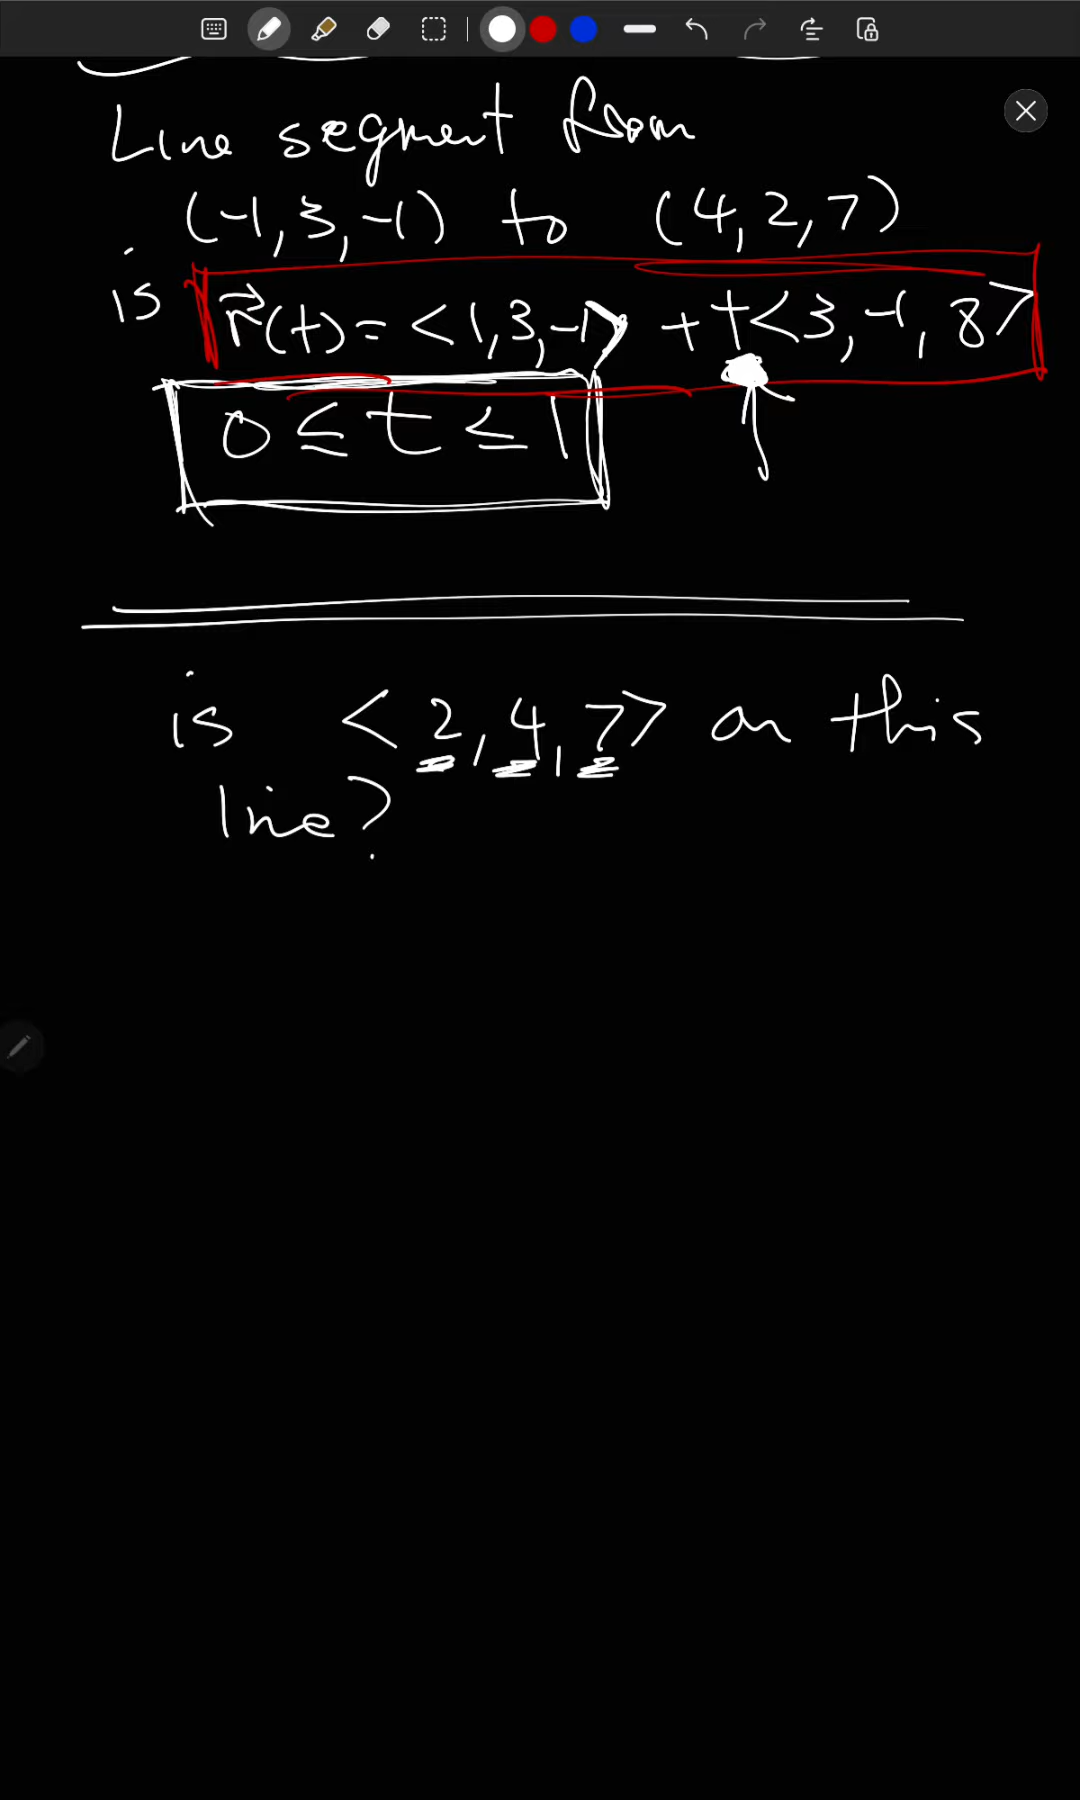 Line segment from
(-1, 3, -1) to (4, 2, 7)
is r⃗(t) = <1, 3, -1> + t<3, -1, 8>
0 ≤ t ≤ 1
is <2, 4, 7> on this
line?